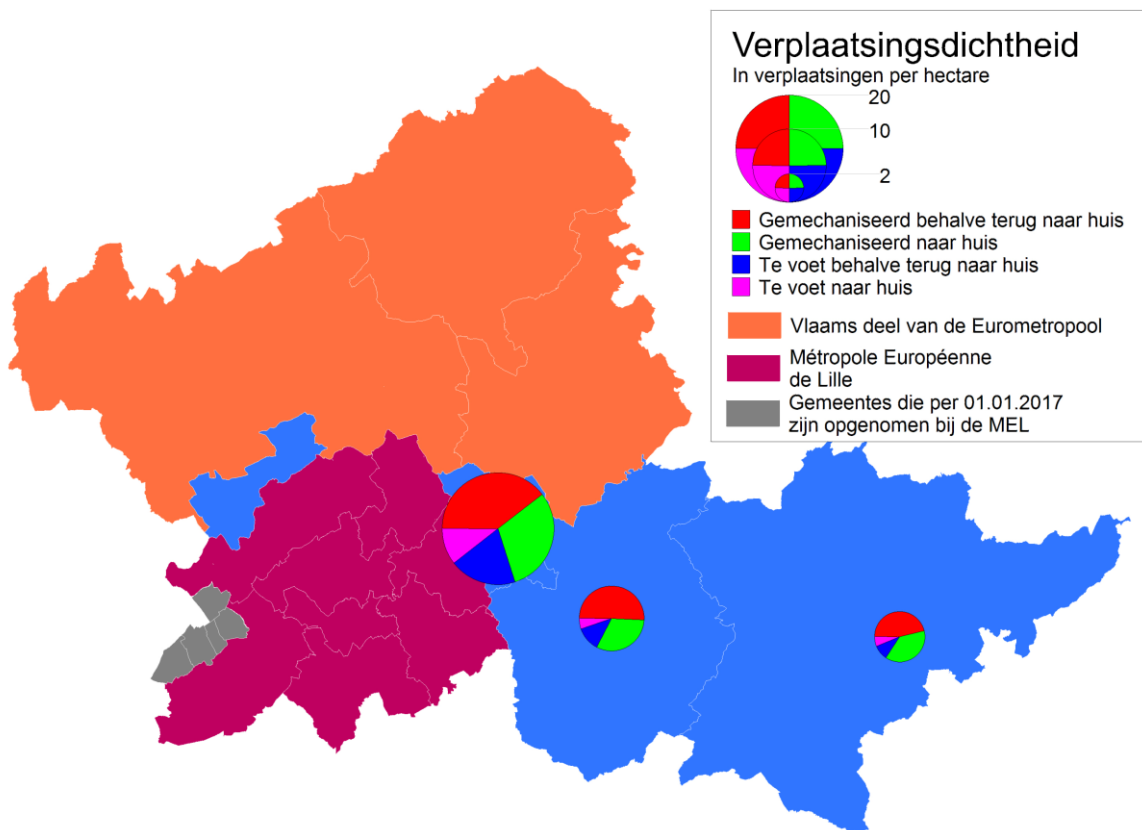 Verplaatsingsdichtheid
In verplaatsingen per hectare
20
10
2
Gemechaniseerd behalve terug naar huis
Gemechaniseerd naar huis
Te voet behalve terug naar huis
Te voet naar huis
Vlaams deel van de Eurometropool
Métropole Européenne
de Lille
Gemeentes die per 01.01.2017
zijn opgenomen bij de MEL